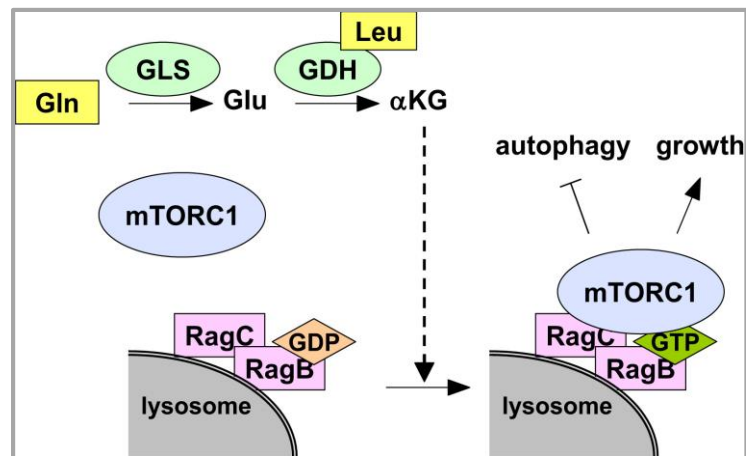 Leu
GLS
GDH
Gln
Glu
αKG
autophagy
growth
mTORC1
mTORC1
RagC
GDP
RagB
lysosome
RagC
GTP
RagB
lysosome